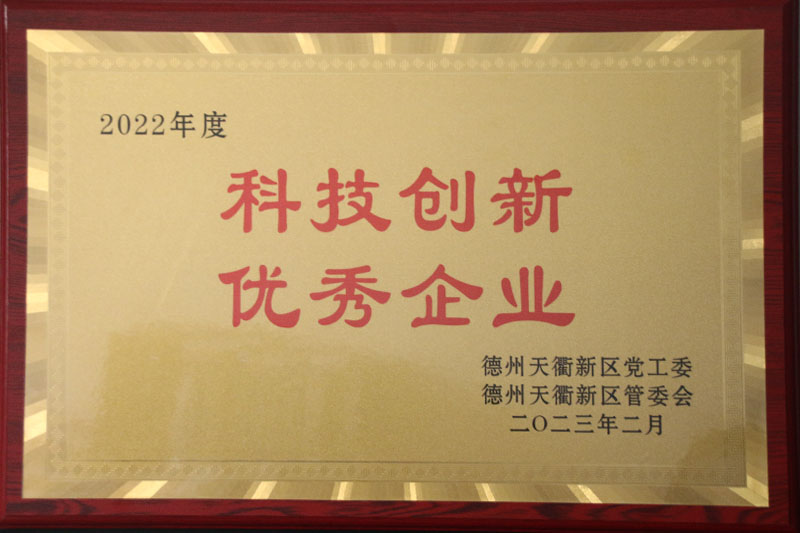 2022年度
科技创新
优秀企业
德州天衢新区党工委
德州天衢新区管委会
二〇二三年二月